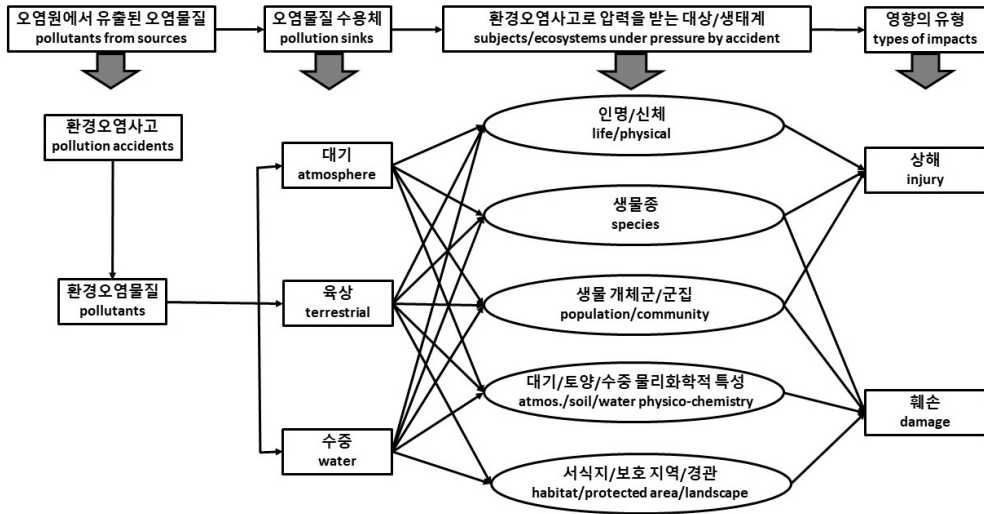 오염원에서 유출된 오염물질
pollutants from sources
오염물질 수용체
pollution sinks
환경오염사고로 압력을 받는 대상/생태계
subjects/ecosystems under pressure by accident
영향의 유형
types of impacts
환경오염사고
pollution accidents
환경오염물질
pollutants
대기
atmosphere
육상
terrestrial
수중
water
인명/신체
life/physical
생물종
species
생물 개체군/군집
population/community
대기/토양/수중 물리화학적 특성
atmos./soil/water physico-chemistry
서식지/보호 지역/경관
habitat/protected area/landscape
상해
injury
훼손
damage